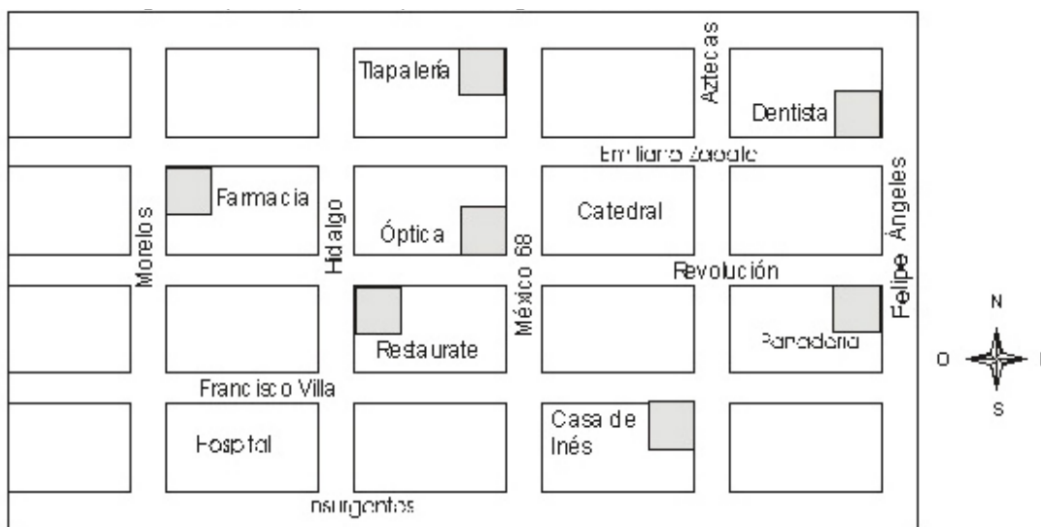 Tlapalería
Aztecas
Dentista
Emiliano Zapata
Farmacia
Morelos
Hidalgo
Óptica
México 68
Catedral
Felipe Ángeles
Revolución
Restaurate
Panadería
Francisco Villa
Hospital
Casa de
Inés
Insurgentes
N
O
S